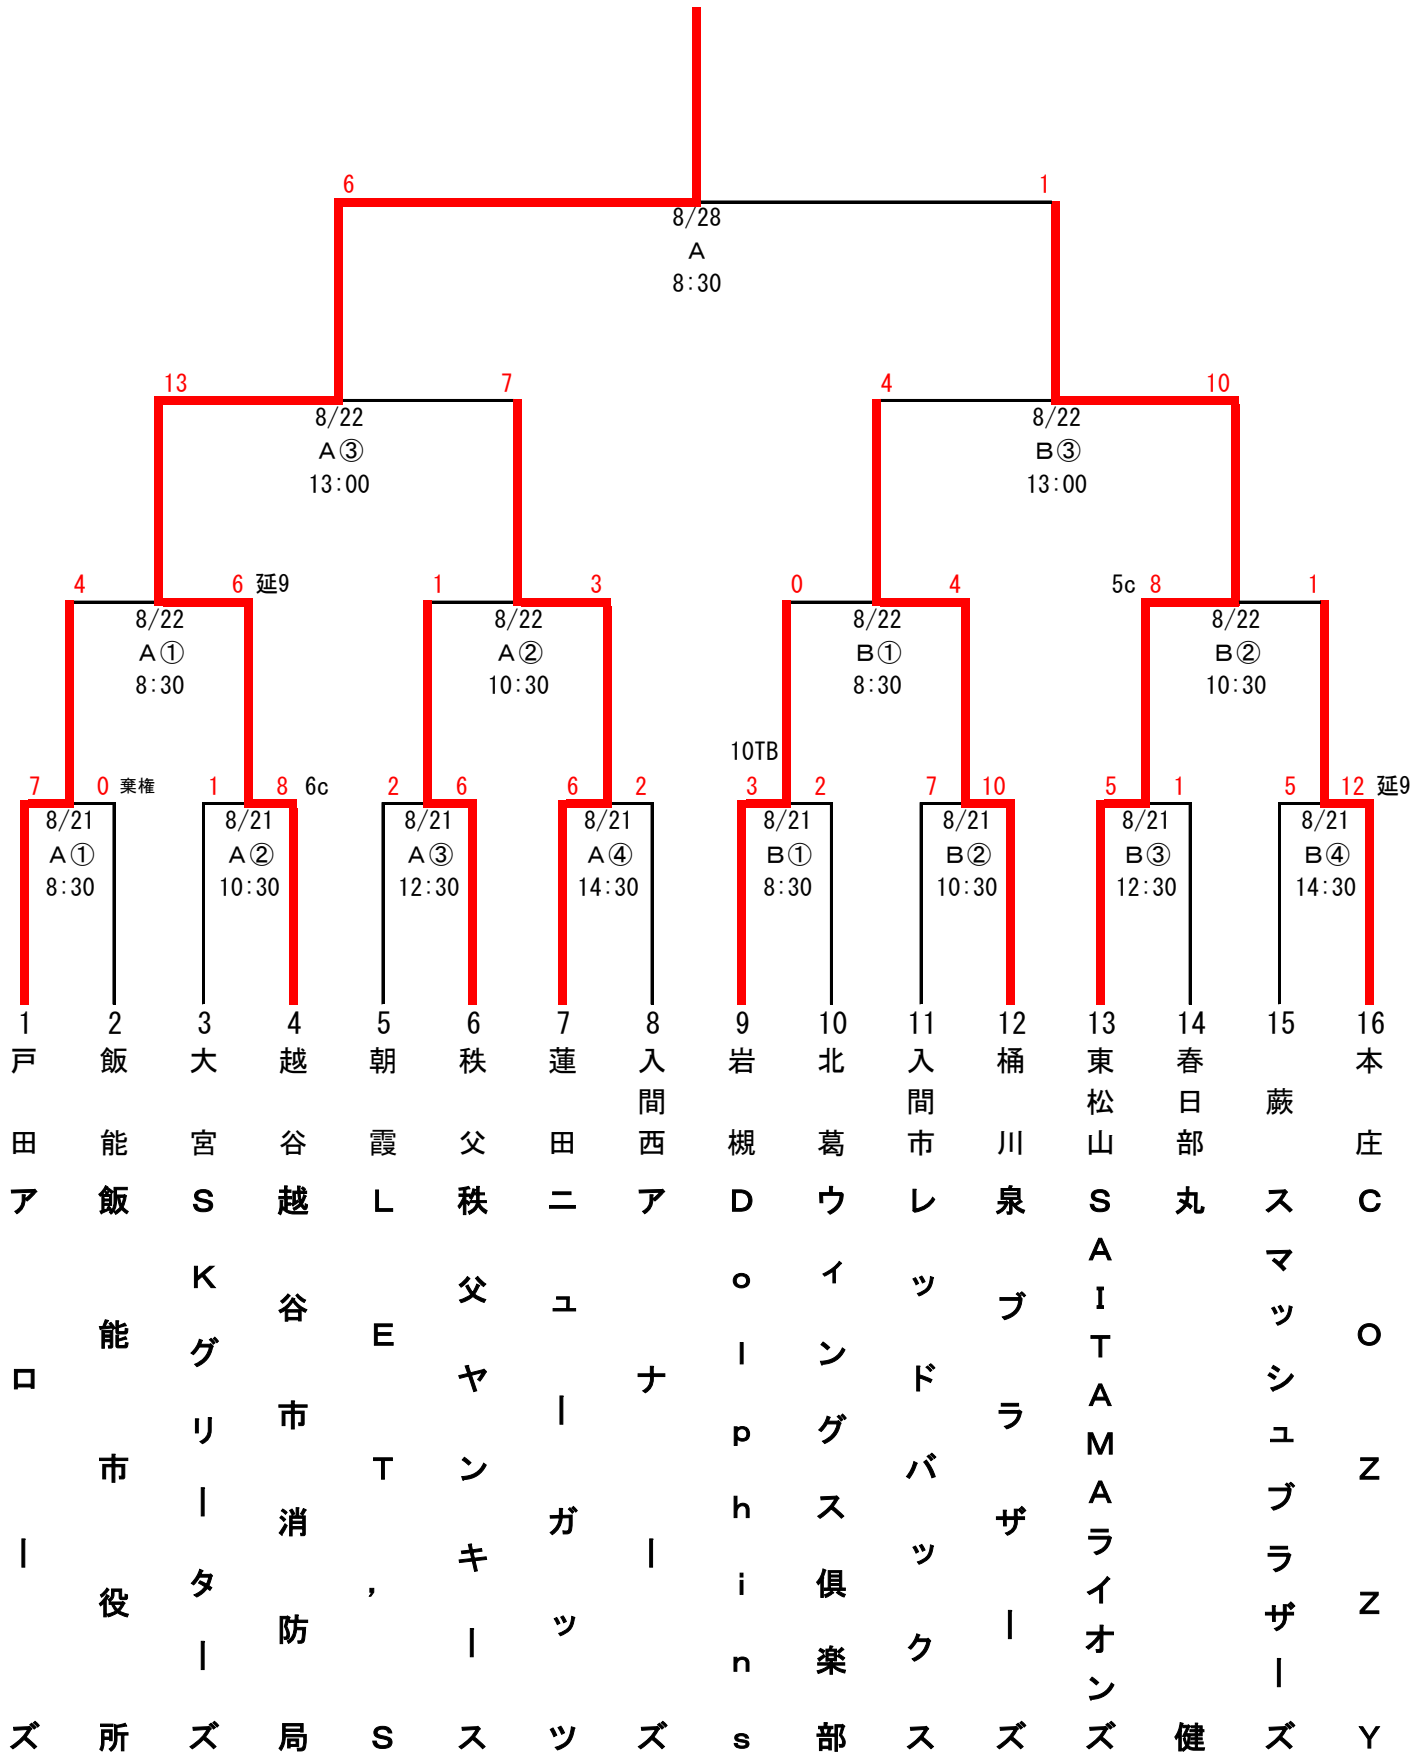 6 1
8/28
A
8:30
13 7 4 10
8/22 8/22
A③ B③
13:00 13:00
4 6 延9 1 3 0 4 5c 8 1
8/22 8/22 8/22 8/22
A① A② B① B②
8:30 10:30 8:30 10:30
10TB
7 0 棄権 1 8 6c 2 6 6 2 3 2 7 10 5 1 5 12 延9
8/21 8/21 8/21 8/21 8/21 8/21 8/21 8/21
A① A② A③ A④ B① B② B③ B④
8:30 10:30 12:30 14:30 8:30 10:30 12:30 14:30
1 2 3 4 5 6 7 8 9 10 11 12 13 14 15 16
戸田
飯能
大宮
越谷
朝霞
秩父
蓮田
入間西
岩槻
北葛
入間市
桶川
東松山
春日部
蕨
本庄
アローズ
飯能市役所
SKグリーターズ
越谷市消防局
LET,S
秩父ヤンキース
ニューガッツ
アナーズ
Dolphins
ウィングス倶楽部
レッドバックス
泉ブラザーズ
SAITAMAライオンズ
丸健
スマッシュブラザーズ
COZZY